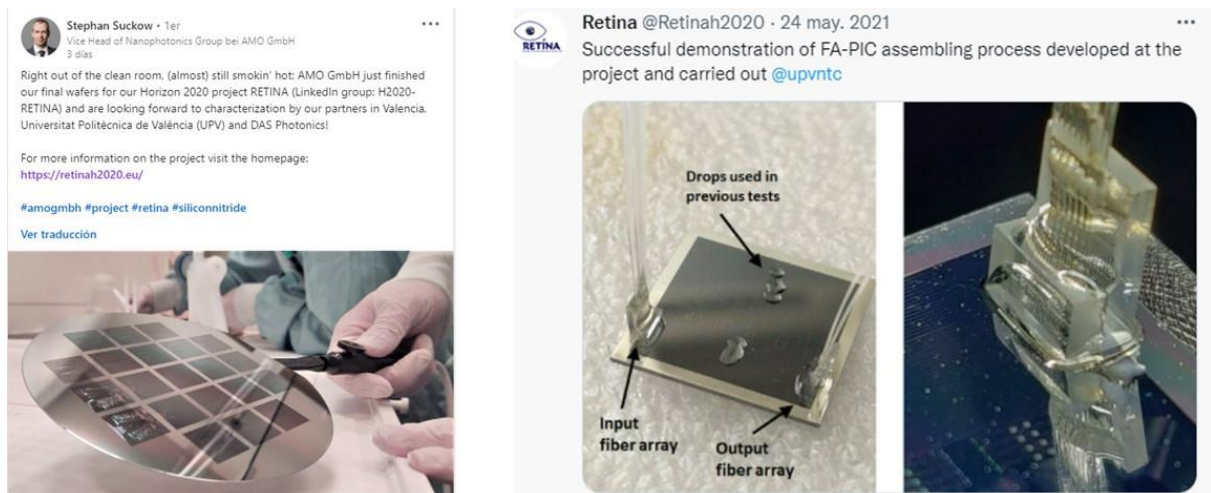 Stephan Suckow • 1er
Vice Head of Nanophotonics Group bei AMO GmbH
3 días
Right out of the clean room, (almost) still smokin' hot: AMO GmbH just finished
our final wafers for our Horizon 2020 project RETINA (LinkedIn group: H2020-
RETINA) and are looking forward to characterization by our partners in Valencia,
Universitat Politècnica de València (UPV) and DAS Photonics!
For more information on the project visit the homepage:
https://retinah2020.eu/
#amogmbh #project #retina #siliconnitride
Ver traducción
RETINA
Retina @Retinah2020 · 24 may. 2021
Successful demonstration of FA-PIC assembling process developed at the
project and carried out @upvntc
Drops used in
previous tests
Input
fiber array
Output
fiber array